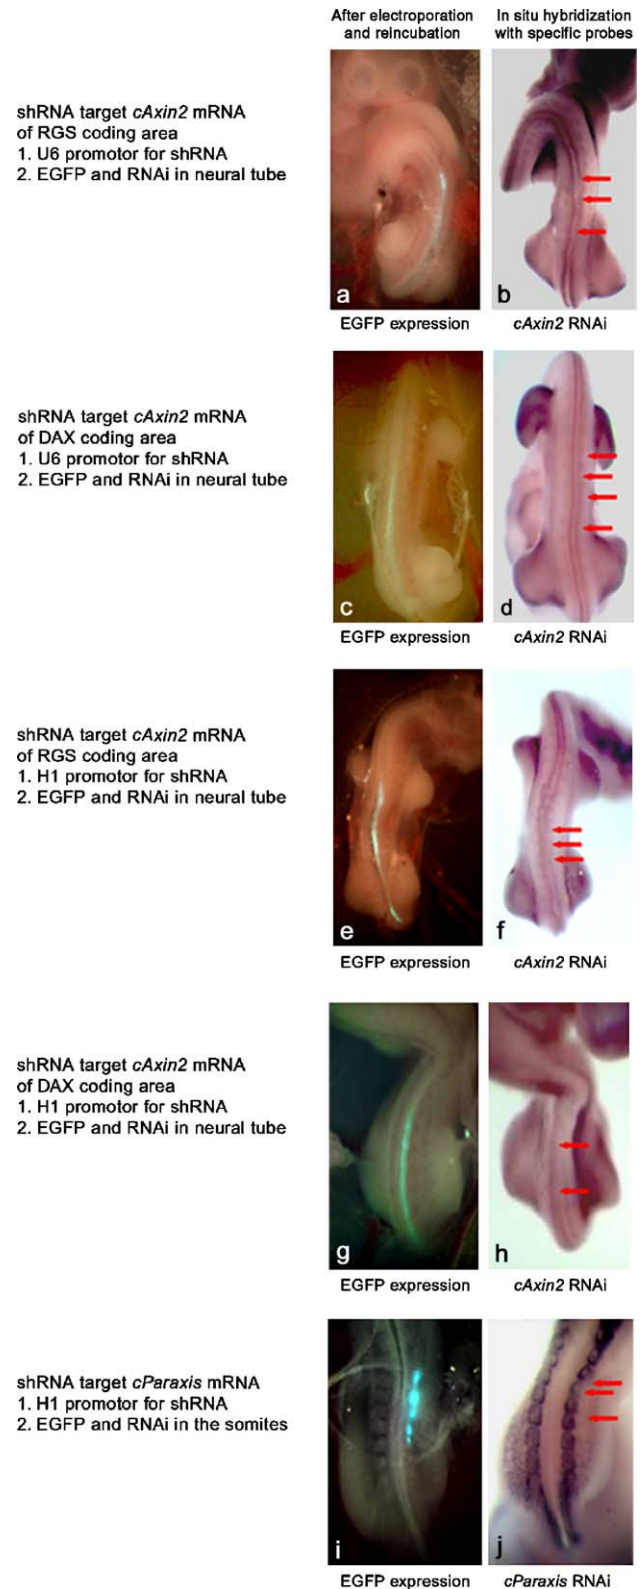 After electroporation
and reincubation
In situ hybridization
with specific probes
shRNA target cAxin2 mRNA
of RGS coding area
1. U6 promotor for shRNA
2. EGFP and RNAi in neural tube
a
b
EGFP expression
cAxin2 RNAi
shRNA target cAxin2 mRNA
of DAX coding area
1. U6 promotor for shRNA
2. EGFP and RNAi in neural tube
c
d
EGFP expression
cAxin2 RNAi
shRNA target cAxin2 mRNA
of RGS coding area
1. H1 promotor for shRNA
2. EGFP and RNAi in neural tube
e
f
EGFP expression
cAxin2 RNAi
shRNA target cAxin2 mRNA
of DAX coding area
1. H1 promotor for shRNA
2. EGFP and RNAi in neural tube
g
h
EGFP expression
cAxin2 RNAi
shRNA target cParaxis mRNA
1. H1 promotor for shRNA
2. EGFP and RNAi in the somites
i
j
EGFP expression
cParaxis RNAi